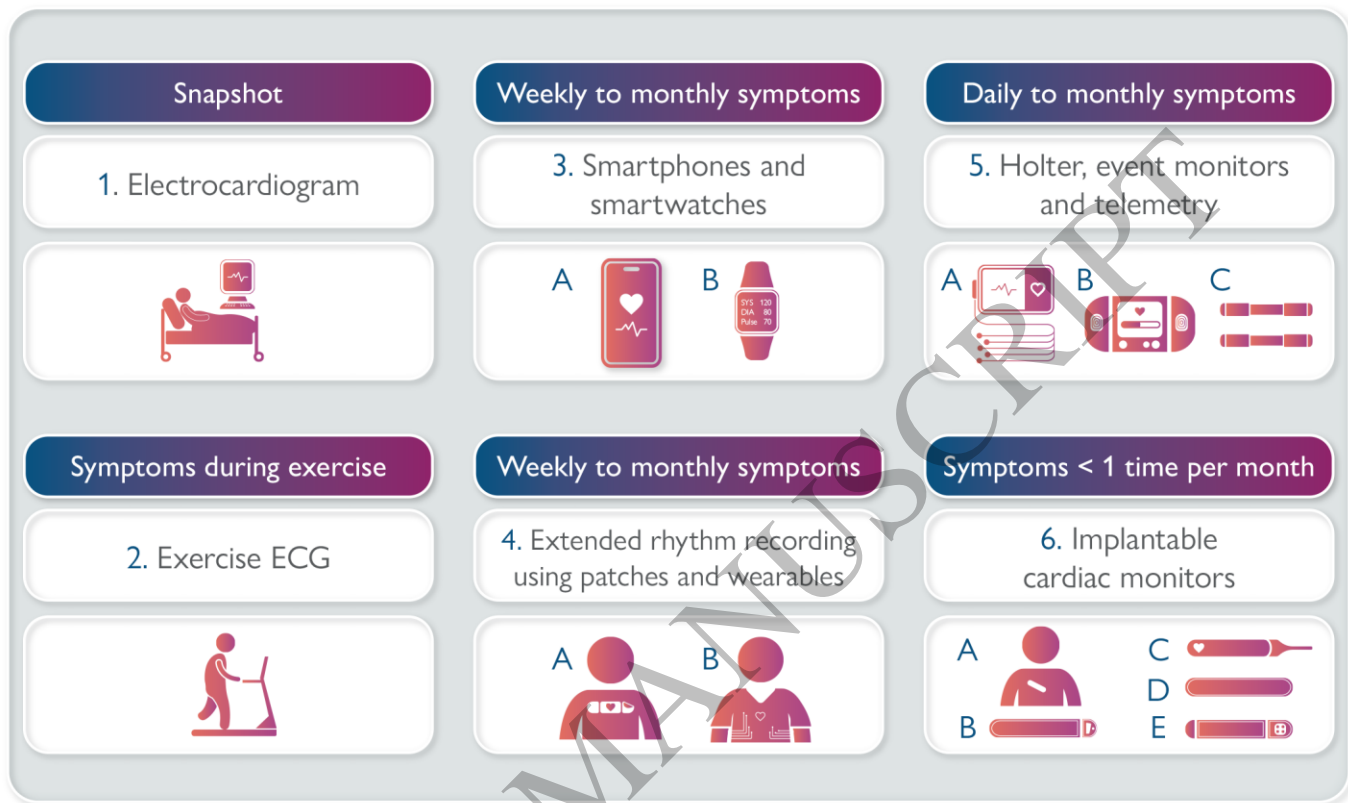 Snapshot
1. Electrocardiogram
Weekly to monthly symptoms
3. Smartphones and
smartwatches
A
B
SYS 120
DIA 80
Pulse 70
Daily to monthly symptoms
5. Holter, event monitors
and telemetry
A
B
C
Symptoms during exercise
2. Exercise ECG
Weekly to monthly symptoms
4. Extended rhythm recording
using patches and wearables
A
B
Symptoms < 1 time per month
6. Implantable
cardiac monitors
A
B
C
D
E
MANUSCRIPT